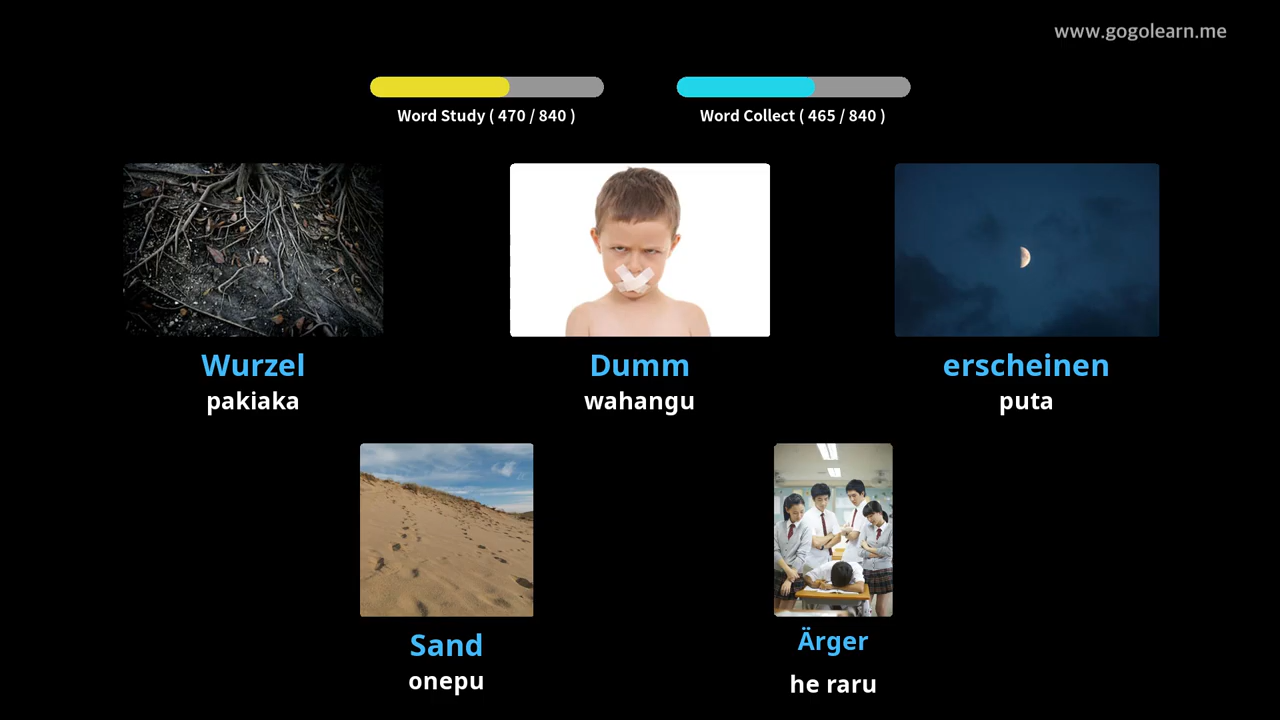 www.gogolearn.me
Word Study ( 470 / 840 )
Word Collect ( 465 / 840 )
Wurzel
pakiaka
Dumm
wahangu
erscheinen
puta
Sand
onepu
Ärger
he raru